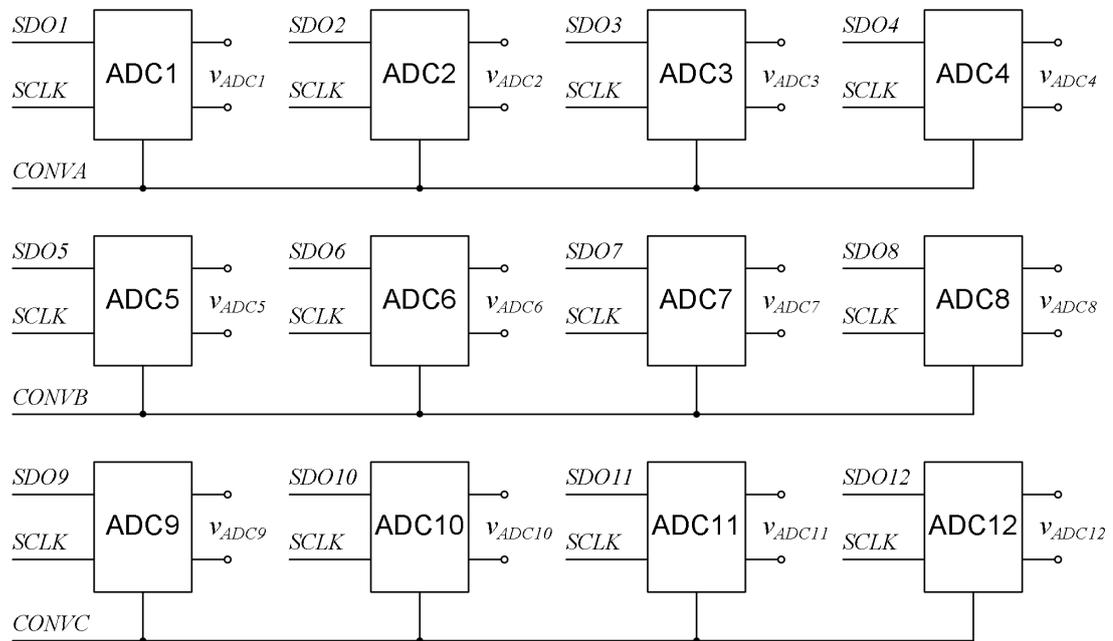 SDO1 SDO2 SDO3 SDO4
ADC1 ADC2 ADC3 ADC4
SCLK vADC1 SCLK vADC2 SCLK vADC3 SCLK vADC4
CONVA
SDO5 SDO6 SDO7 SDO8
ADC5 ADC6 ADC7 ADC8
SCLK vADC5 SCLK vADC6 SCLK vADC7 SCLK vADC8
CONVB
SDO9 SDO10 SDO11 SDO12
ADC9 ADC10 ADC11 ADC12
SCLK vADC9 SCLK vADC10 SCLK vADC11 SCLK vADC12
CONVC